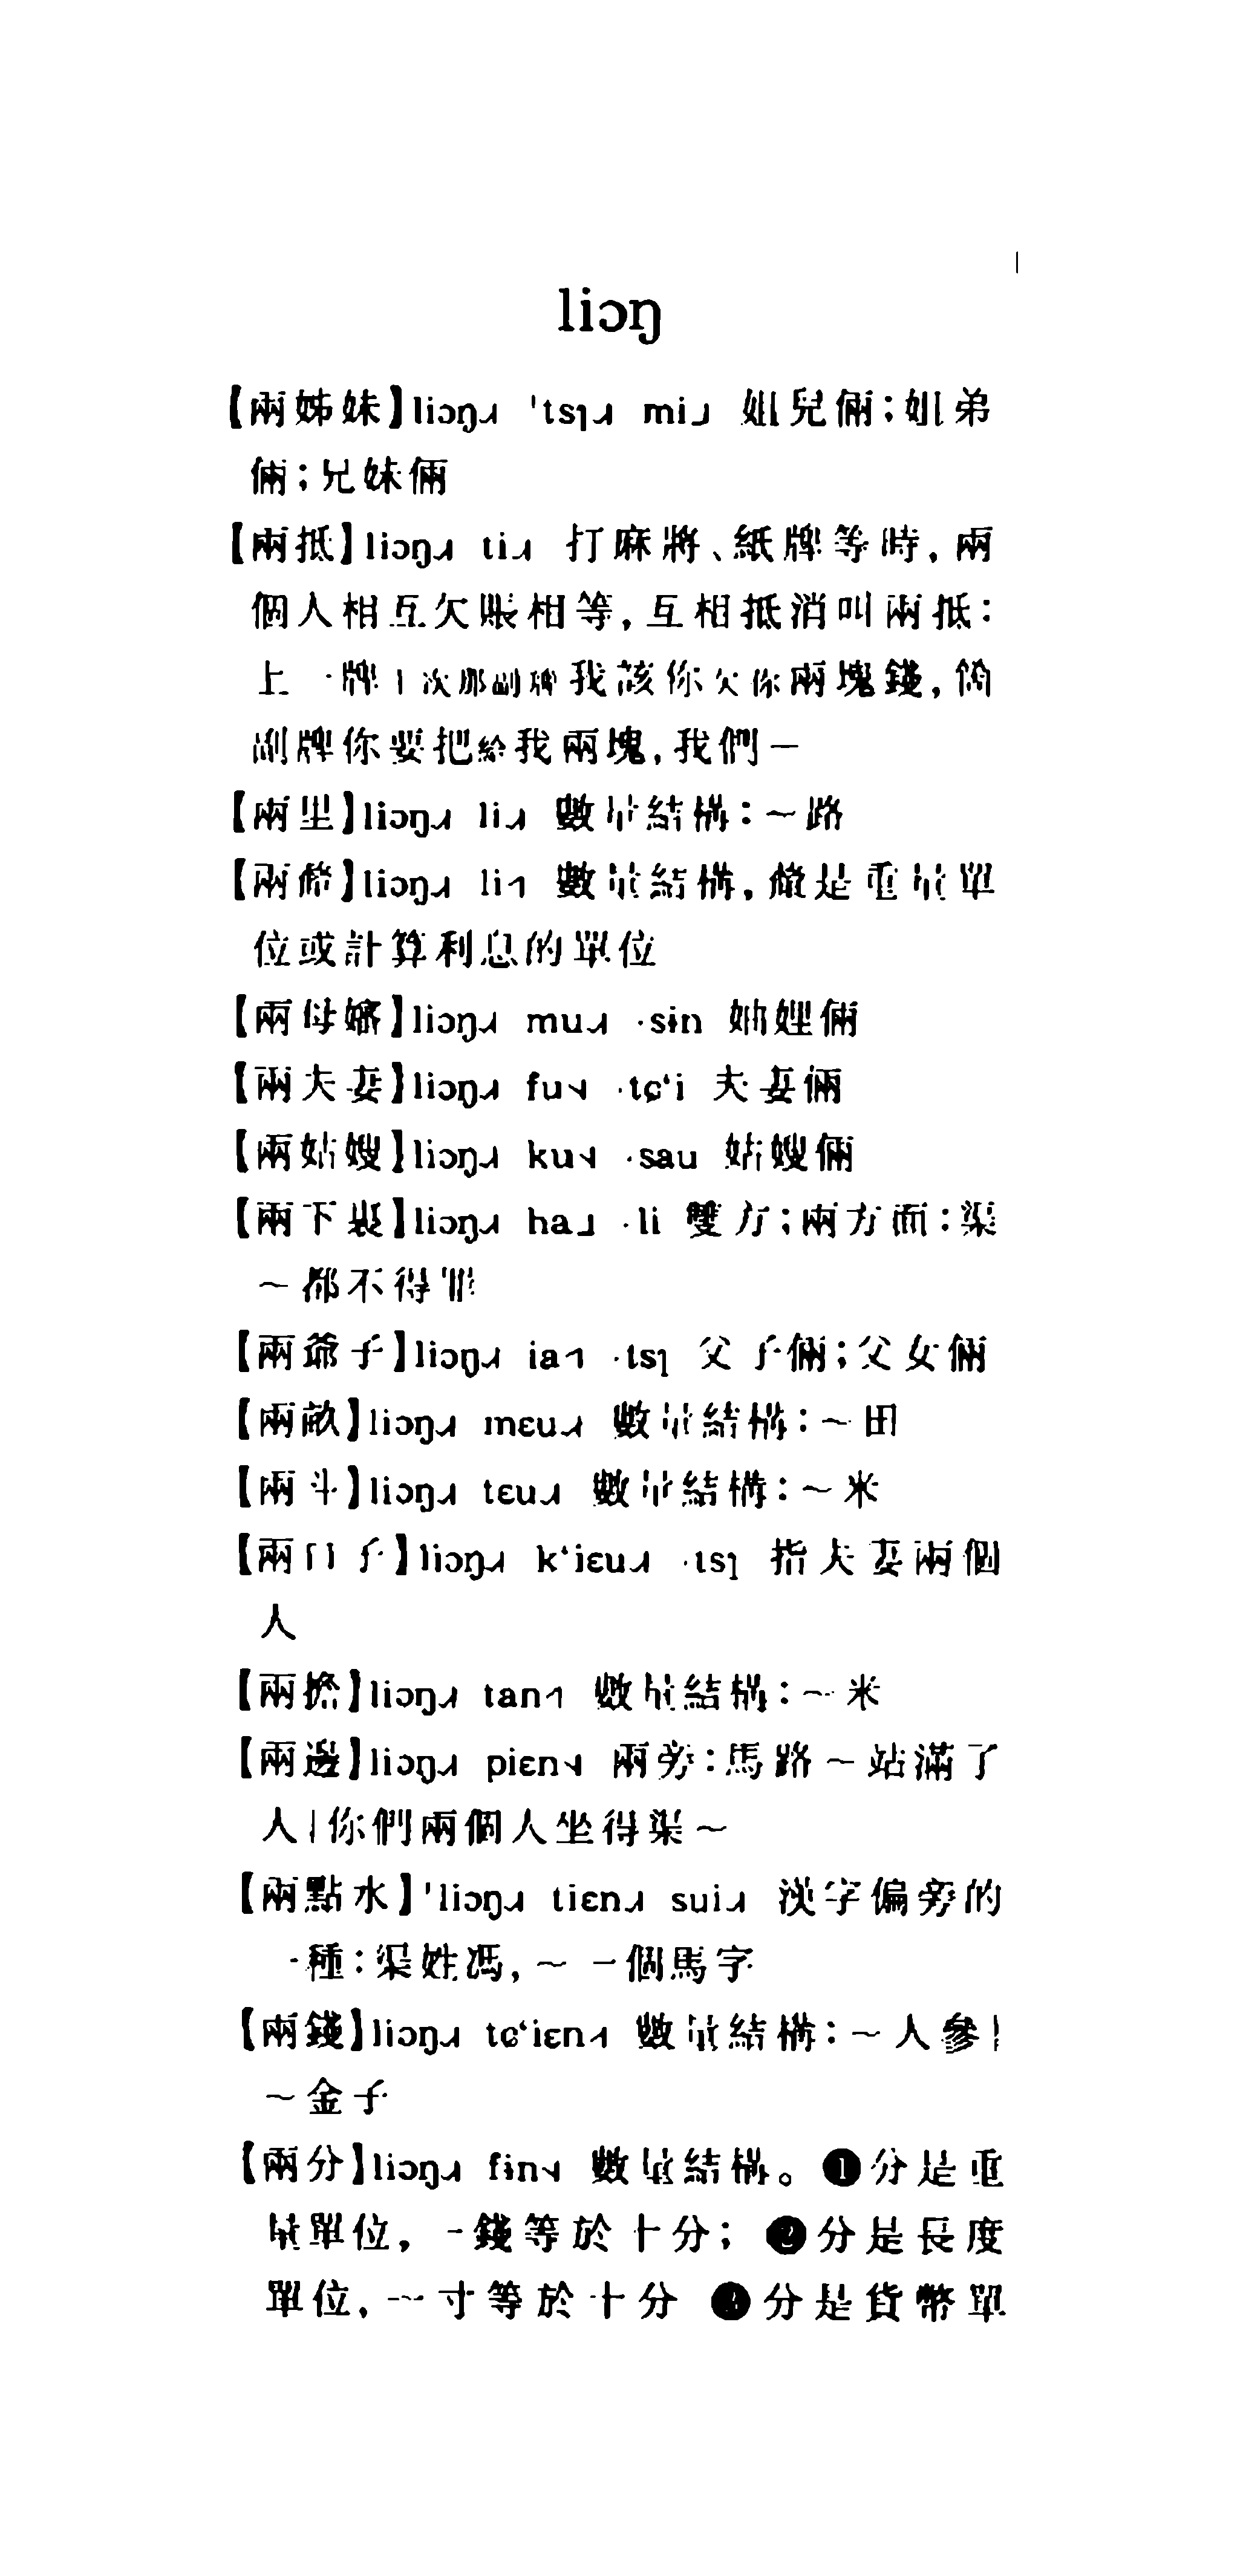 liɔŋ
【兩姊妹】liɔŋ˩˧ ˈtsɿ˩˧ mi˩ 姐兒倆；姐弟
倆；兄妹倆
【兩抵】liɔŋ˩˧ ti˩˧ 打麻將、紙牌等時，兩
個人相互欠賬相等，互相抵消叫兩抵：
上一牌上次那副牌我該你欠你兩塊錢，箇
副牌你要把給我兩塊，我們～
【兩里】liɔŋ˩˧ li˩˧ 數量結構：～路
【兩】liɔŋ˩˧ li˧˥ 數量結構，是重量單
位或計算利息的單位
【兩母】liɔŋ˩˧ mu˩˧ ·sɨn 妯娌倆
【兩夫妻】liɔŋ˩˧ fu˦˨ ·tɕ‘i 夫妻倆
【兩姑嫂】liɔŋ˩˧ ku˦˨ ·sau 姑嫂倆
【兩下裏】liɔŋ˩˧ ha˩ ·li 雙方；兩方面：渠
～都不得罪
【兩爺子】liɔŋ˩˧ ia˧˥ ·tsɿ 父子倆；父女倆
【兩畝】liɔŋ˩˧ mɛu˩˧ 數量結構：～田
【兩斗】liɔŋ˩˧ tɛu˩˧ 數量結構：～米
【兩口子】liɔŋ˩˧ k‘iɛu˩˧ ·tsɿ 指夫妻兩個
人
【兩擔】liɔŋ˩˧ tan˧˥ 數量結構：～米
【兩邊】liɔŋ˩˧ piɛn˦˨ 兩旁：馬路～站滿了
人|你們兩個人坐得渠～
【兩點水】ˈliɔŋ˩˧ tiɛn˩˧ sui˩˧ 漢字偏旁的
一種：渠姓馮，～一個馬字
【兩錢】liɔŋ˩˧ tɕ‘iɛn˧˥ 數量結構：～人參|
～金子
【兩分】liɔŋ˩˧ fɨn˦˨ 數量結構。❶分是重
量單位，一錢等於十分；❷分是長度
單位，一寸等於十分 ❸分是貨幣單